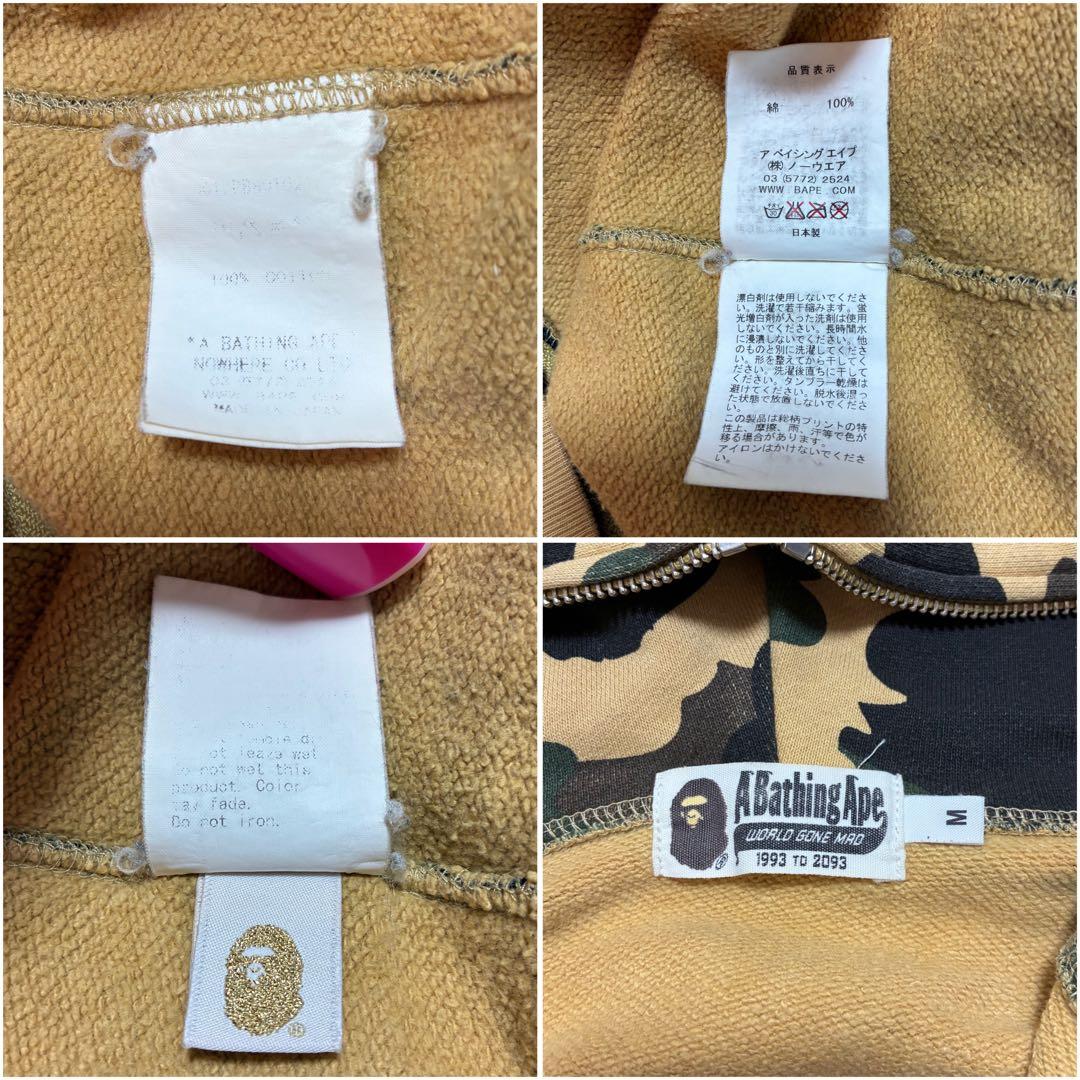 100%
*A BATHING APE
NOWHERE CO
WWW. BAPE. COM
MADE IN JAPAN
品質表示
綿 100%
ア ベイシング エイプ
(株) ノーウエア
03 (5772) 2524
WWW. BAPE. COM
日本製
漂白剤は使用しないでくださ
い。洗濯で若干縮みます。蛍
光増白剤が入った洗剤は使用
しないでください。長時間水
に浸漬しないでください。他
のものと別に洗濯してくださ
い。形を整えてから干してく
ださい。洗濯後直ちに干して
ください。タンブラー乾燥は
避けてください。脱水後湿っ
た状態で放置しないでくださ
い。
この製品は総柄プリントの特
性上、摩擦、雨、汗等で色が
移る場合があります。
アイロンはかけないでくださ
い。
not leave wet
Do not wet this
product. Color
may fade.
Do not iron.
A Bathing Ape
WORLD GONE MAD
1993 TO 2093
M